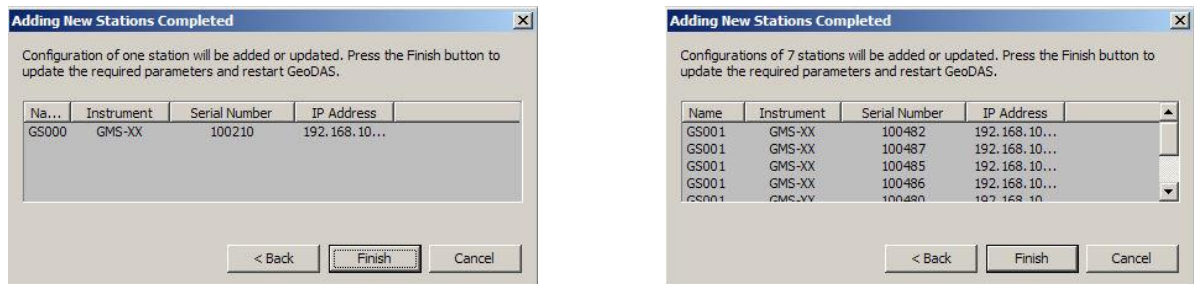 Adding New Stations Completed
Configuration of one station will be added or updated. Press the Finish button to
update the required parameters and restart GeoDAS.
Na... Instrument Serial Number IP Address
GS000 GMS-XX 100210 192.168.10...
< Back Finish Cancel
Adding New Stations Completed
Configurations of 7 stations will be added or updated. Press the Finish button to
update the required parameters and restart GeoDAS.
Name Instrument Serial Number IP Address
GS001 GMS-XX 100482 192.168.10...
GS001 GMS-XX 100487 192.168.10...
GS001 GMS-XX 100485 192.168.10...
GS001 GMS-XX 100486 192.168.10...
GS001 GMS-XX
< Back Finish Cancel